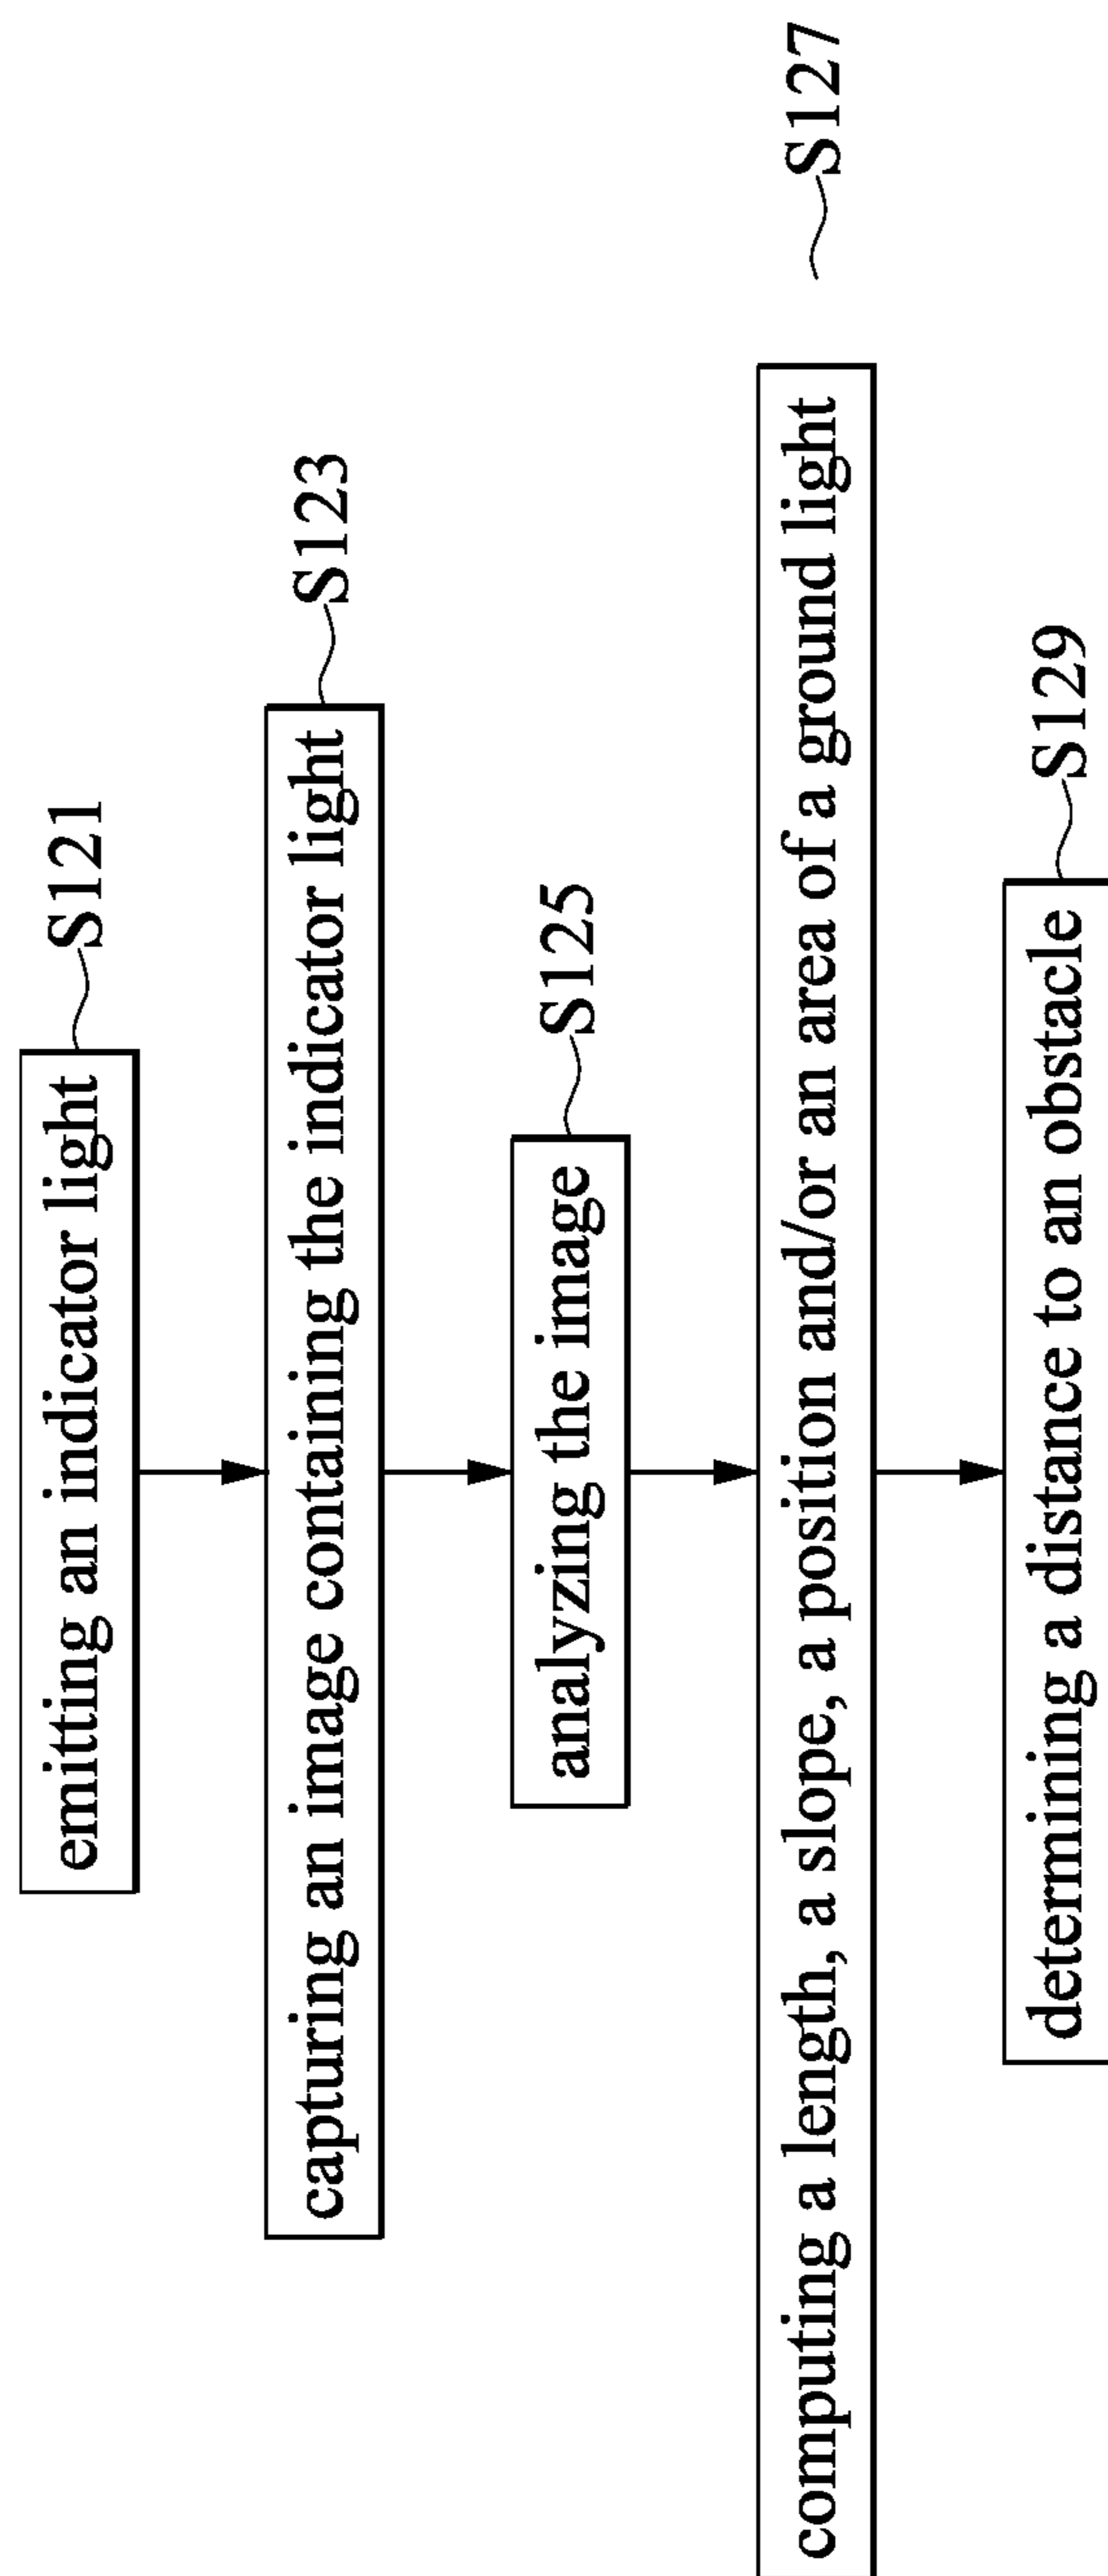 emitting an indicator light
S121
capturing an image containing the indicator light
S123
analyzing the image
S125
computing a length, a slope, a position and/or an area of a ground light
S127
determining a distance to an obstacle
S129